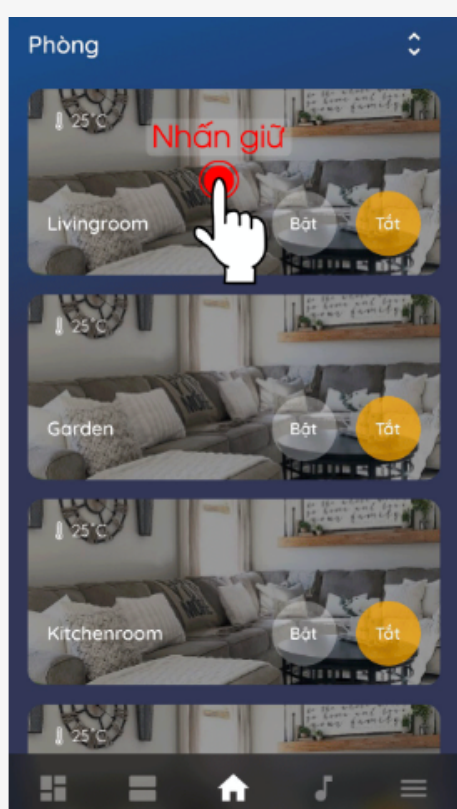 Phòng
25°C
Nhấn giữ
Livingroom
Bật
Tắt
25°C
Garden
Bật
Tắt
25°C
Kitchenroom
Bật
Tắt
25°C